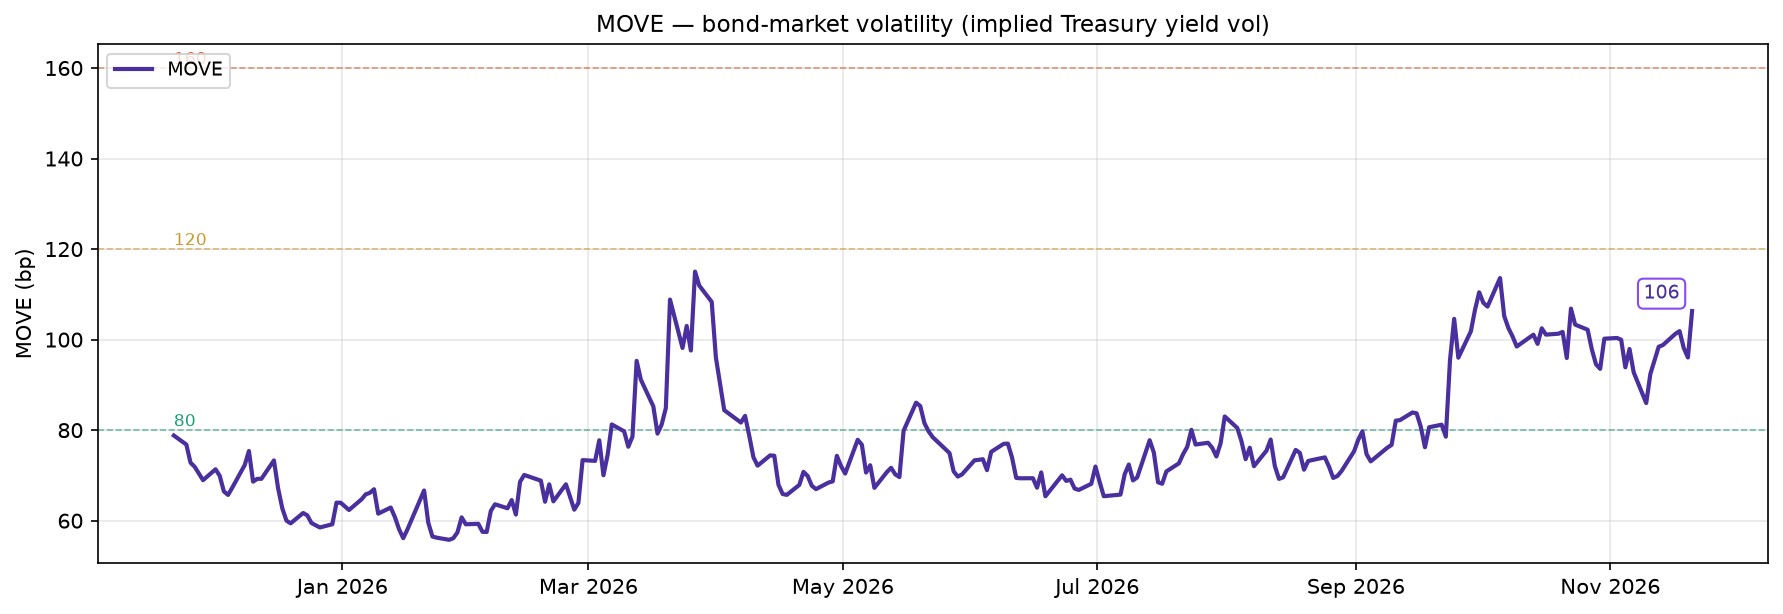 MOVE — bond-market volatility (implied Treasury yield vol)
MOVE
160
160
140
120
120
106
100
80
80
60
MOVE (bp)
Jan 2026
Mar 2026
May 2026
Jul 2026
Sep 2026
Nov 2026